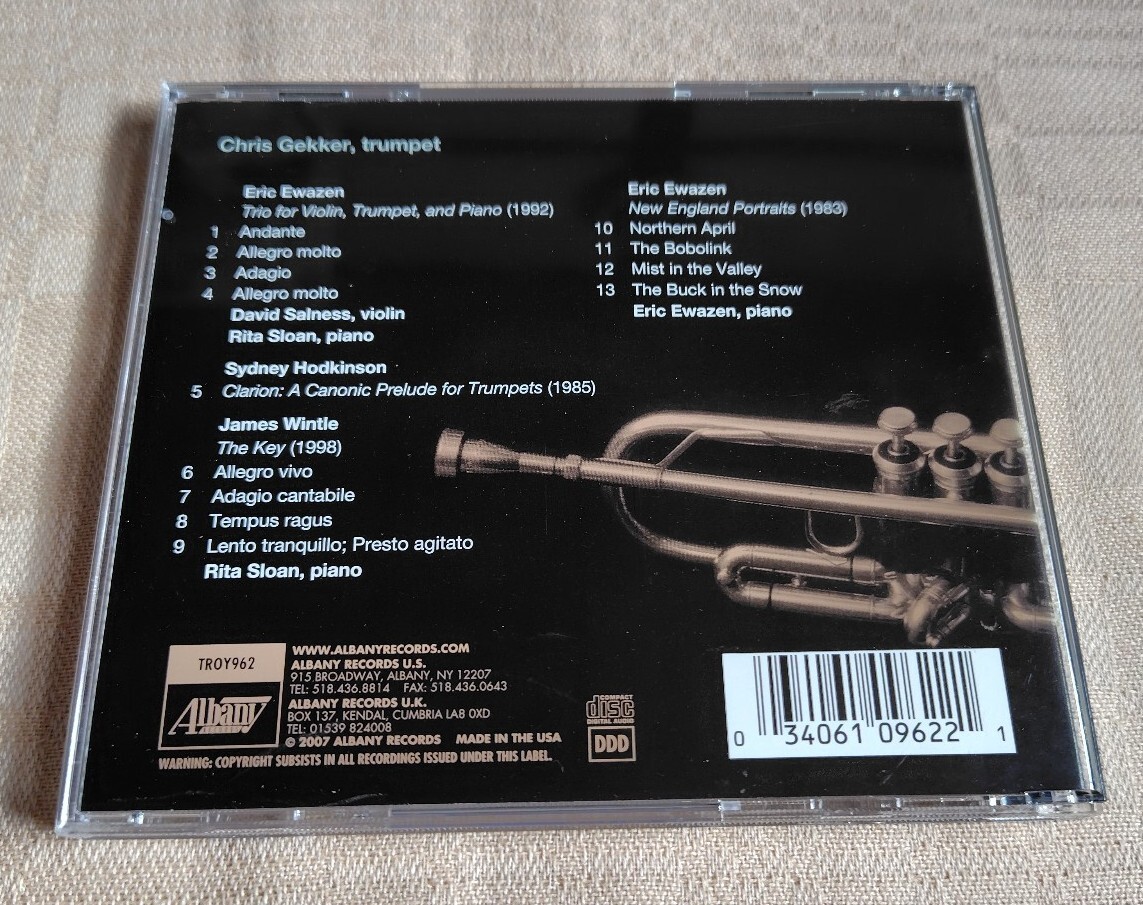 Chris Gekker, trumpet
Eric Ewazen
Trio for Violin, Trumpet, and Piano (1992)
1 Andante
2 Allegro molto
3 Adagio
4 Allegro molto
David Salness, violin
Rita Sloan, piano
Sydney Hodkinson
5 Clarion: A Canonic Prelude for Trumpets (1985)
James Wintle
The Key (1998)
6 Allegro vivo
7 Adagio cantabile
8 Tempus ragus
9 Lento tranquillo; Presto agitato
Rita Sloan, piano
Eric Ewazen
New England Portraits (1983)
10 Northern April
11 The Bobolink
12 Mist in the Valley
13 The Buck in the Snow
Eric Ewazen, piano
TROY962
Albany
WWW.ALBANYRECORDS.COM
ALBANY RECORDS U.S.
915 BROADWAY, ALBANY, NY 12207
TEL: 518.436.8814 FAX: 518.436.0643
ALBANY RECORDS U.K.
BOX 137, KENDAL, CUMBRIA LA8 0XD
TEL: 01539 824008
© 2007 ALBANY RECORDS MADE IN THE USA
WARNING: COPYRIGHT SUBSISTS IN ALL RECORDINGS ISSUED UNDER THIS LABEL.
COMPACT
disc
DIGITAL AUDIO
DDD
0 34061 09622 1